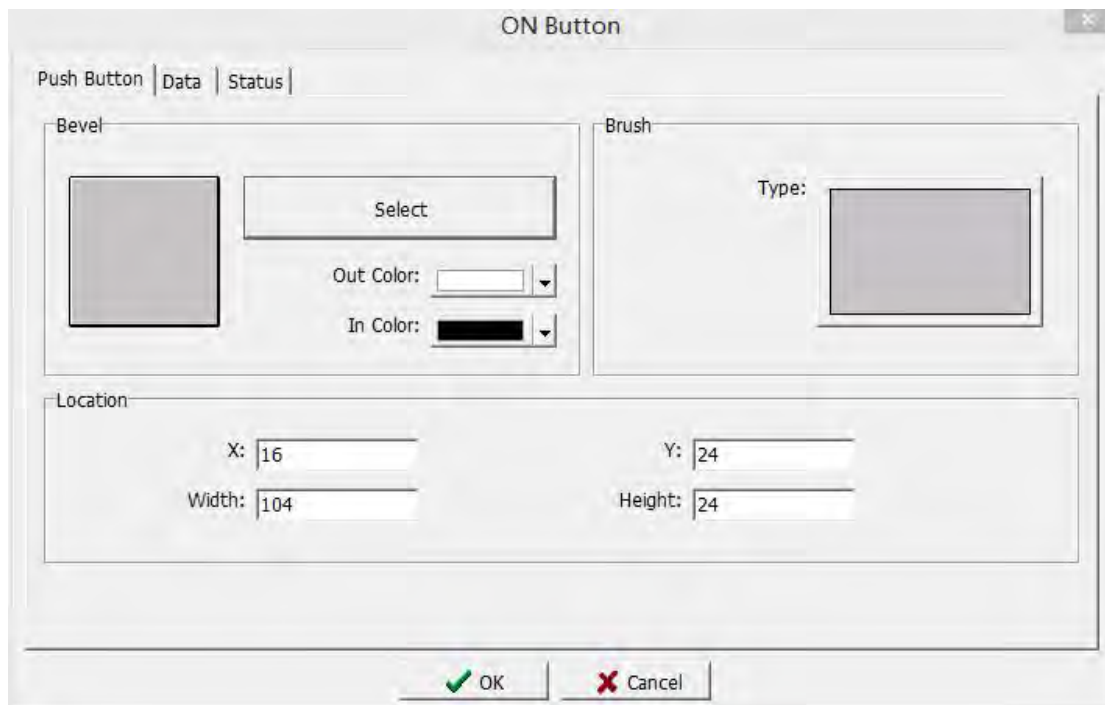 ON Button
Push Button Data Status
Bevel
Select
Out Color:
In Color:
Brush
Type:
Location
X: 16 Y: 24
Width: 104 Height: 24
OK Cancel